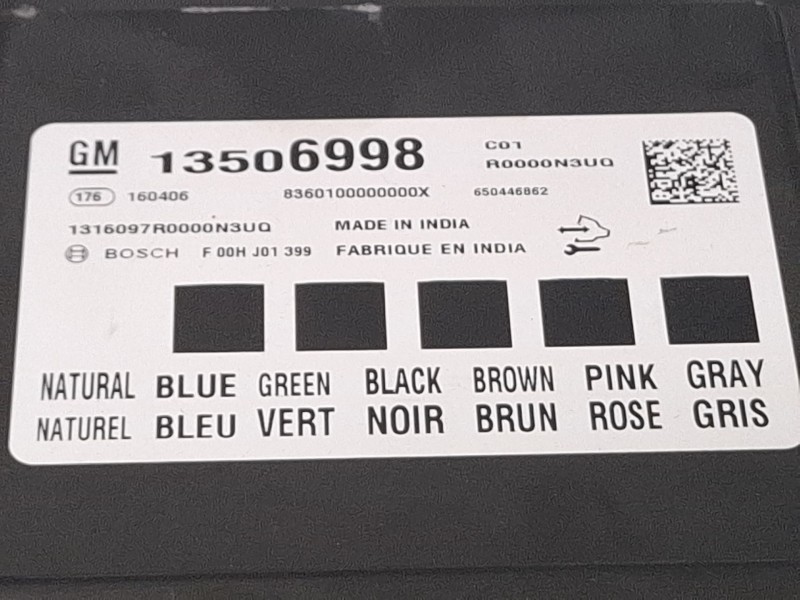 GM 13506998 C01
R0000N3UQ
176 160406 8360100000000X 650446862
1316097R0000N3UQ MADE IN INDIA
BOSCH F 00H J01 399 FABRIQUE EN INDIA
NATURAL BLUE GREEN BLACK BROWN PINK GRAY
NATUREL BLEU VERT NOIR BRUN ROSE GRIS